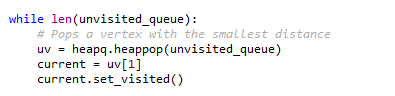 while len(unvisited_queue):
    # Pops a vertex with the smallest distance
    uv = heapq.heappop(unvisited_queue)
    current = uv[1]
    current.set_visited()